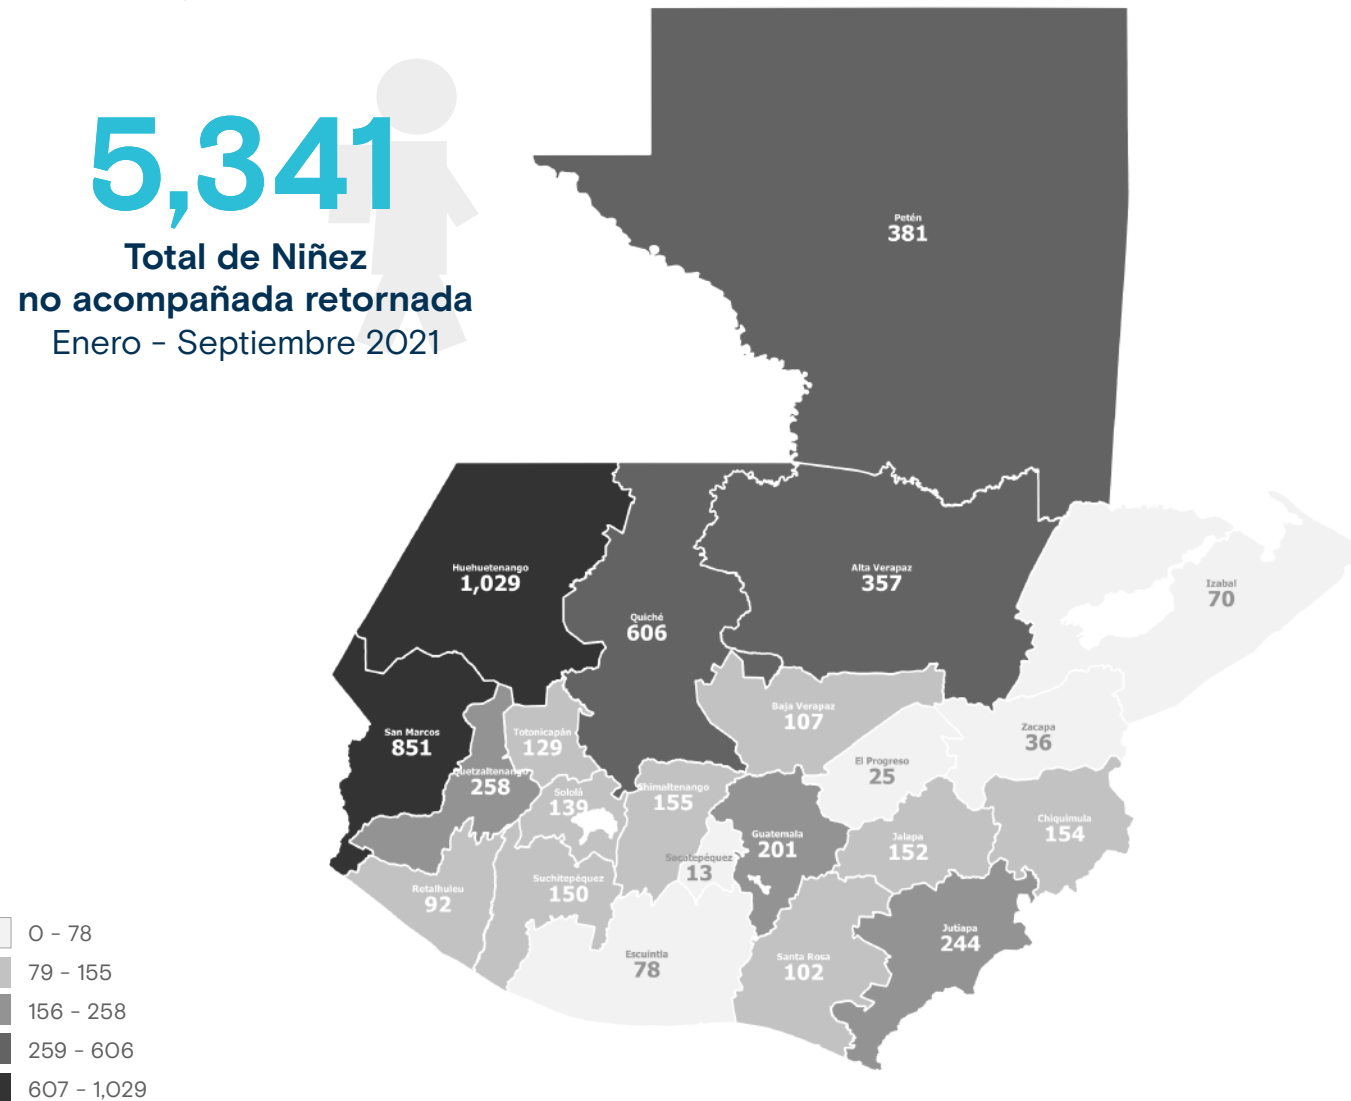 5,341
Total de Niñez
no acompañada retornada
Enero - Septiembre 2021
Petén
381
Huehuetenango
1,029
Quiché
606
Alta Verapaz
357
Izabal
70
San Marcos
851
Quetzaltenango
258
Totonicapán
129
Sololá
139
Chimaltenango
155
Baja Verapaz
107
El Progreso
25
Zacapa
36
Chiquimula
154
Jalapa
152
Guatemala
201
Sacatepéquez
13
Retalhuleu
92
Suchitepéquez
150
Escuintla
78
Santa Rosa
102
Jutiapa
244
0 - 78
79 - 155
156 - 258
259 - 606
607 - 1,029